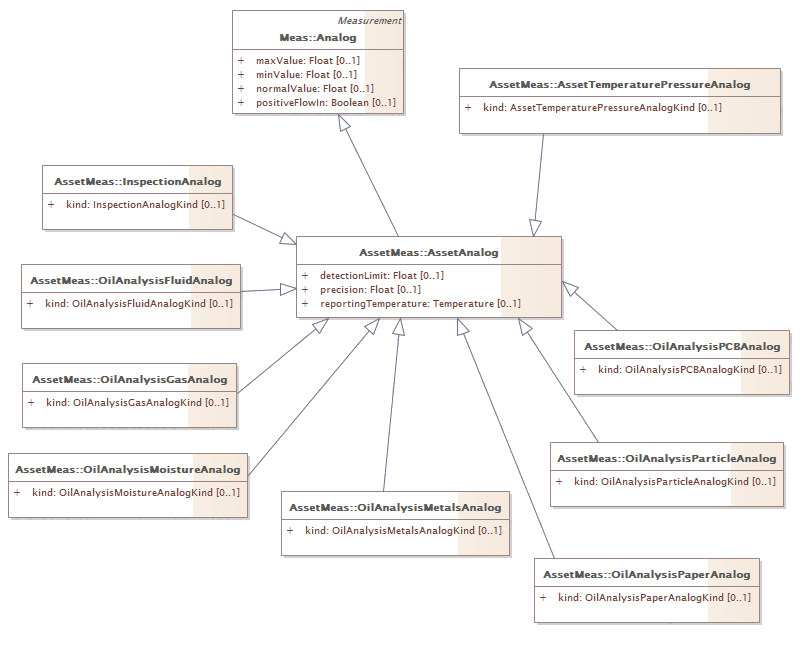 Measurement
Meas::Analog
+ maxValue: Float [0..1]
+ minValue: Float [0..1]
+ normalValue: Float [0..1]
+ positiveFlowIn: Boolean [0..1]
AssetMeas::AssetTemperaturePressureAnalog
+ kind: AssetTemperaturePressureAnalogKind [0..1]
AssetMeas::InspectionAnalog
+ kind: InspectionAnalogKind [0..1]
AssetMeas::AssetAnalog
+ detectionLimit: Float [0..1]
+ precision: Float [0..1]
+ reportingTemperature: Temperature [0..1]
AssetMeas::OilAnalysisFluidAnalog
+ kind: OilAnalysisFluidAnalogKind [0..1]
AssetMeas::OilAnalysisPCBAnalog
+ kind: OilAnalysisPCBAnalogKind [0..1]
AssetMeas::OilAnalysisGasAnalog
+ kind: OilAnalysisGasAnalogKind [0..1]
AssetMeas::OilAnalysisParticleAnalog
+ kind: OilAnalysisParticleAnalogKind [0..1]
AssetMeas::OilAnalysisMoistureAnalog
+ kind: OilAnalysisMoistureAnalogKind [0..1]
AssetMeas::OilAnalysisMetalsAnalog
+ kind: OilAnalysisMetalsAnalogKind [0..1]
AssetMeas::OilAnalysisPaperAnalog
+ kind: OilAnalysisPaperAnalogKind [0..1]